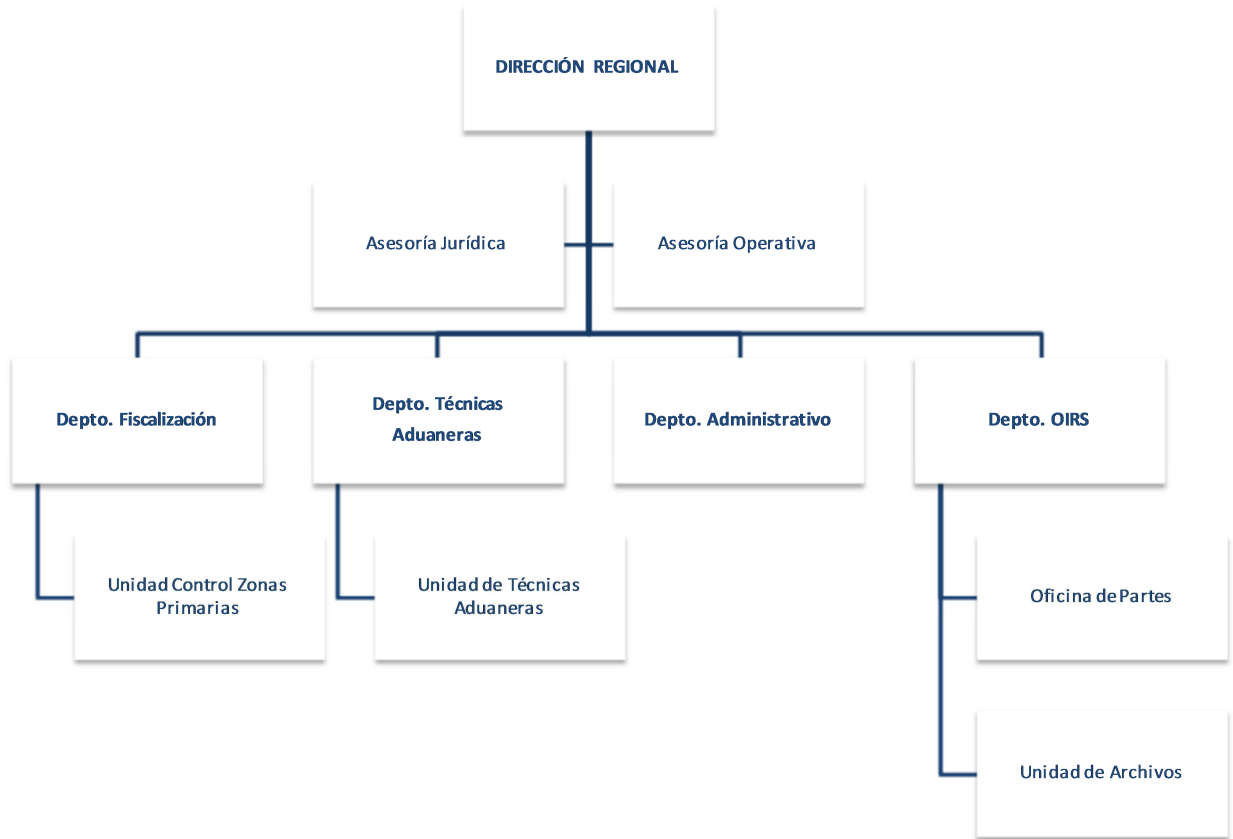 DIRECCIÓN REGIONAL
Asesoría Jurídica
Asesoría Operativa
Depto. Fiscalización
Depto. Técnicas
Aduaneras
Depto. Administrativo
Depto. OIRS
Unidad Control Zonas
Primarias
Unidad de Técnicas
Aduaneras
Oficina de Partes
Unidad de Archivos